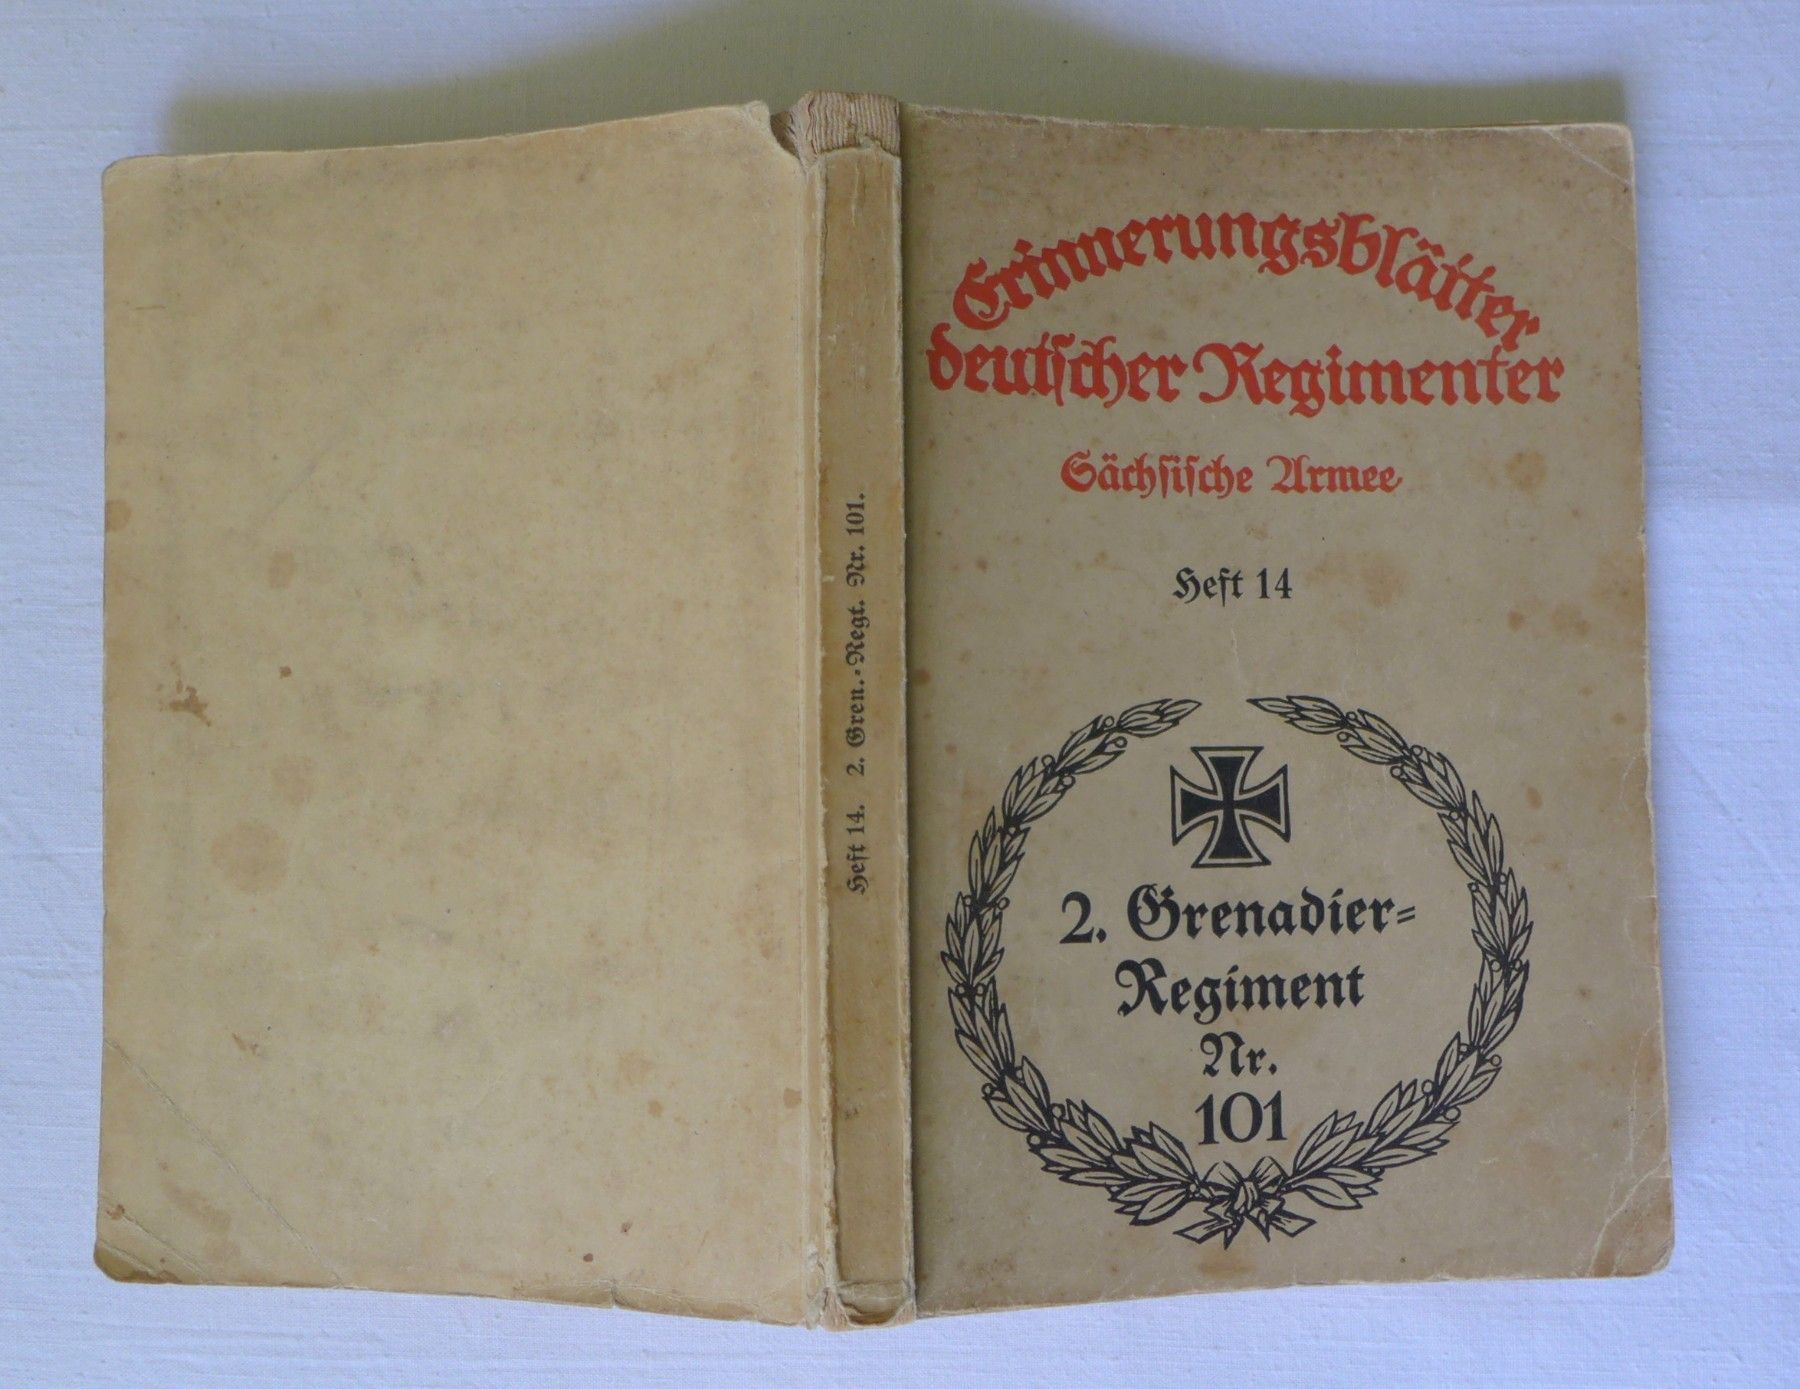 Heft 14. 2. Gren.-Regt. Nr. 101.
Erinnerungsblätter
deutscher Regimenter
Sächsische Armee
Heft 14
2. Grenadier=
Regiment
Nr.
101